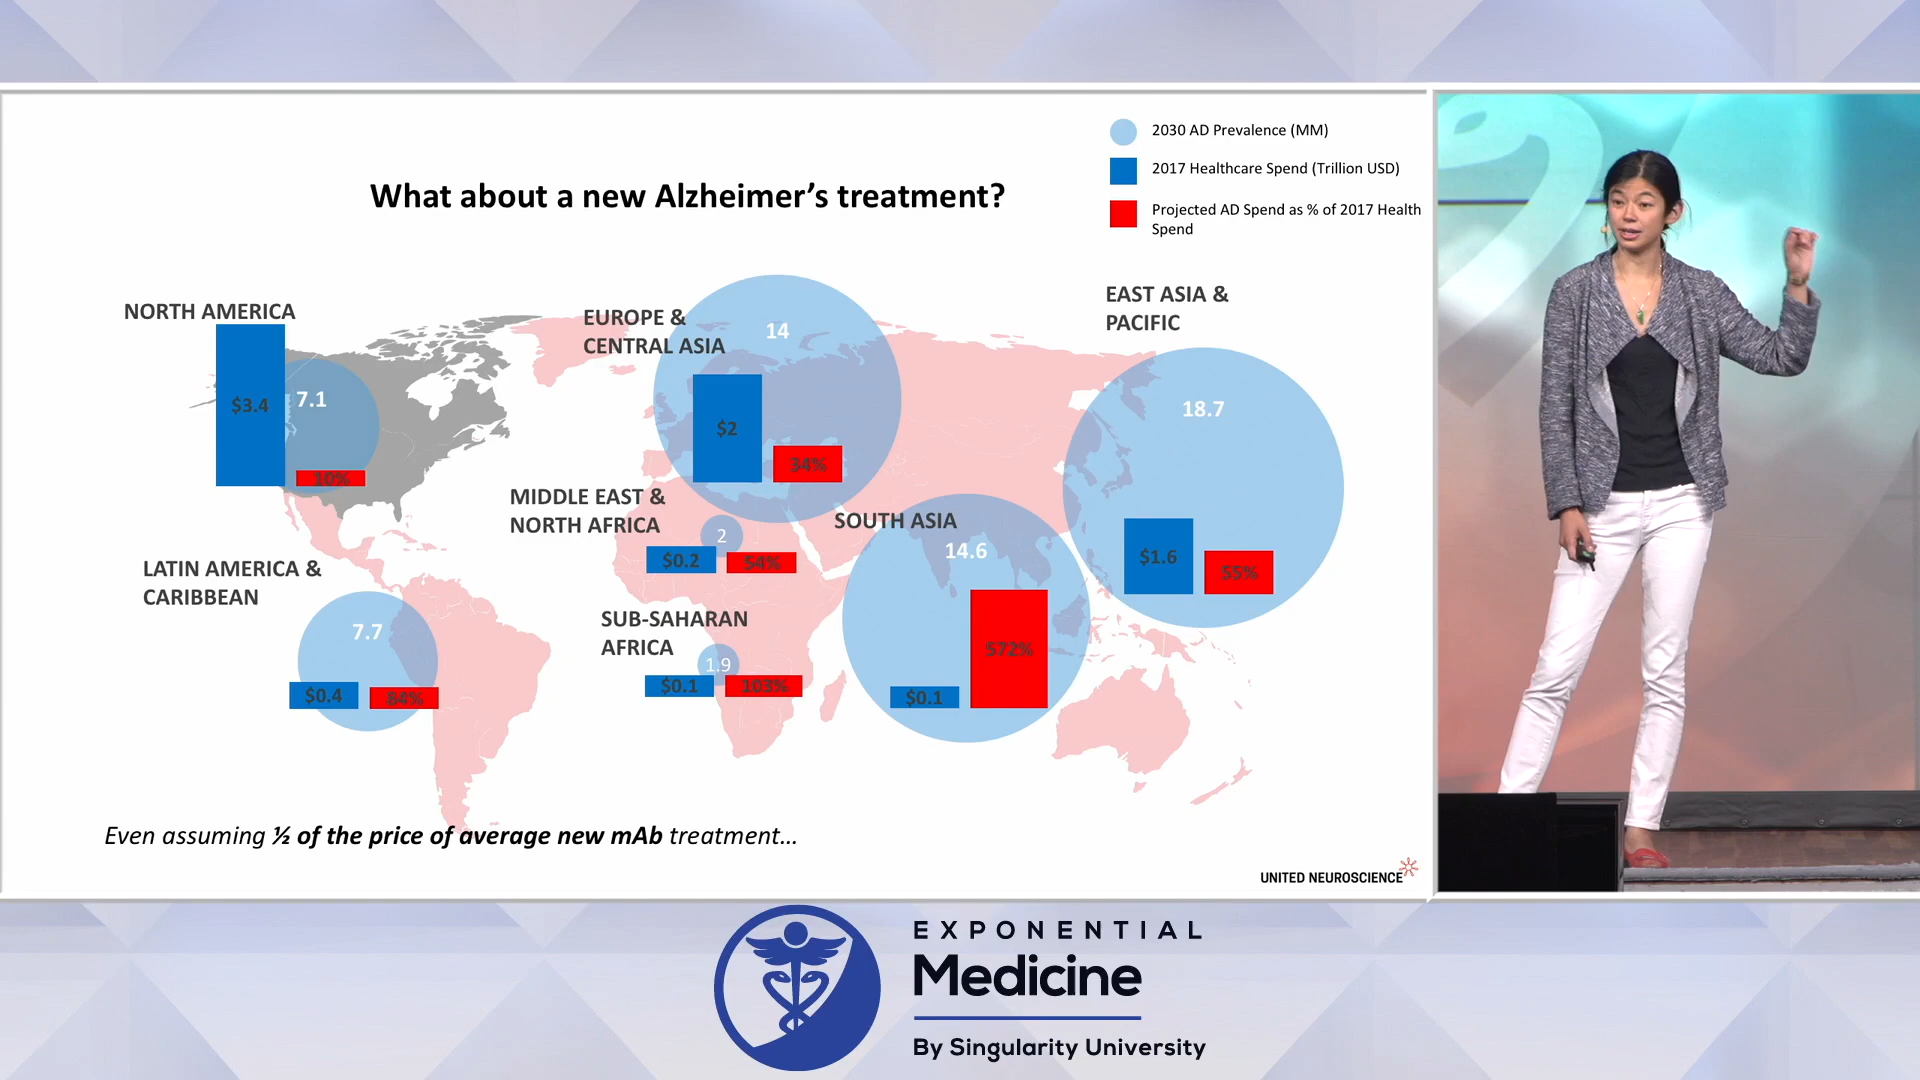 2030 AD Prevalence (MM)
2017 Healthcare Spend (Trillion USD)
Projected AD Spend as % of 2017 Health
Spend
What about a new Alzheimer’s treatment?
NORTH AMERICA
$3.4
7.1
10%
EUROPE &
CENTRAL ASIA
14
$2
34%
EAST ASIA &
PACIFIC
18.7
$1.6
55%
MIDDLE EAST &
NORTH AFRICA
2
$0.2
54%
SOUTH ASIA
14.6
572%
$0.1
LATIN AMERICA &
CARIBBEAN
7.7
$0.4
84%
SUB-SAHARAN
AFRICA
1.9
$0.1
103%
Even assuming ½ of the price of average new mAb treatment...
UNITED NEUROSCIENCE
EXPONENTIAL
Medicine
By Singularity University